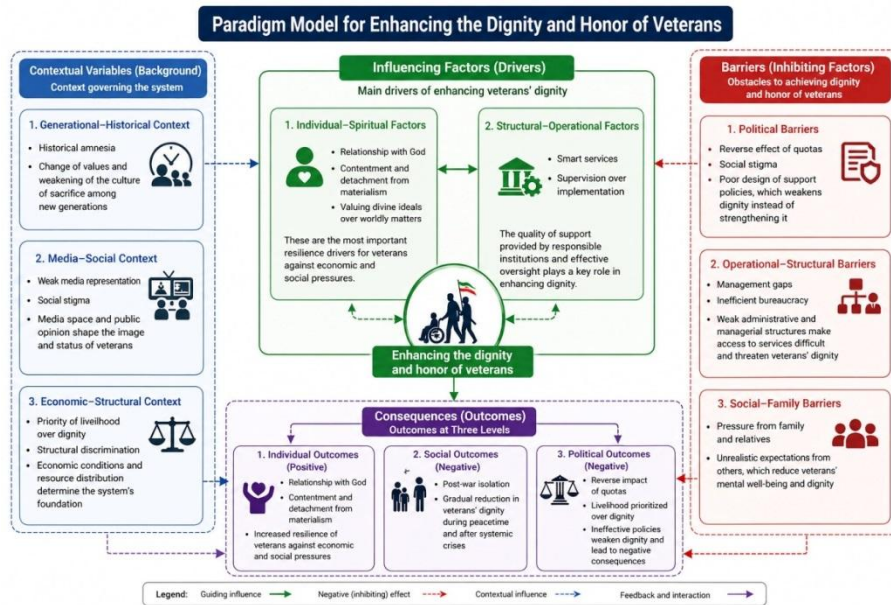 Paradigm Model for Enhancing the Dignity and Honor of Veterans
Contextual Variables (Background)
Context governing the system
1. Generational–Historical Context
• Historical amnesia
• Change of values and
weakening of the culture
of sacrifice among
new generations
2. Media–Social Context
• Weak media representation
• Social stigma
• Media space and public
opinion shape the image
and status of veterans
3. Economic–Structural Context
• Priority of livelihood
over dignity
• Structural discrimination
• Economic conditions and
resource distribution
determine the system's
foundation
Influencing Factors (Drivers)
Main drivers of enhancing veterans' dignity
1. Individual–Spiritual Factors
• Relationship with God
• Contentment and
detachment from
materialism
• Valuing divine ideals
over worldly matters
These are the most important
resilience drivers for veterans
against economic and
social pressures.
2. Structural–Operational Factors
• Smart services
• Supervision over
implementation
The quality of support
provided by responsible
institutions and effective
oversight plays a key role in
enhancing dignity.
Enhancing the dignity
and honor of veterans
Barriers (Inhibiting Factors)
Obstacles to achieving dignity
and honor of veterans
1. Political Barriers
• Reverse effect of quotas
• Social stigma
• Poor design of support
policies, which weakens
dignity instead of
strengthening it
2. Operational–Structural Barriers
• Management gaps
• Inefficient bureaucracy
• Weak administrative and
managerial structures make
access to services difficult
and threaten veterans' dignity
3. Social–Family Barriers
• Pressure from family
and relatives
• Unrealistic expectations from
others, which reduce veterans'
mental well-being and dignity
Consequences (Outcomes)
Outcomes at Three Levels
1. Individual Outcomes
(Positive)
• Relationship with God
• Contentment and
detachment from
materialism
• Increased resilience of
veterans against economic
and social pressures
2. Social Outcomes
(Negative)
• Post-war isolation
• Gradual reduction in
veterans' dignity
during peacetime
and after systemic
crises
3. Political Outcomes
(Negative)
• Reverse impact
of quotas
• Livelihood prioritized
over dignity
• Ineffective policies
weaken dignity and
lead to negative
consequences
Legend: Guiding influence Negative (inhibiting) effect Contextual influence Feedback and interaction